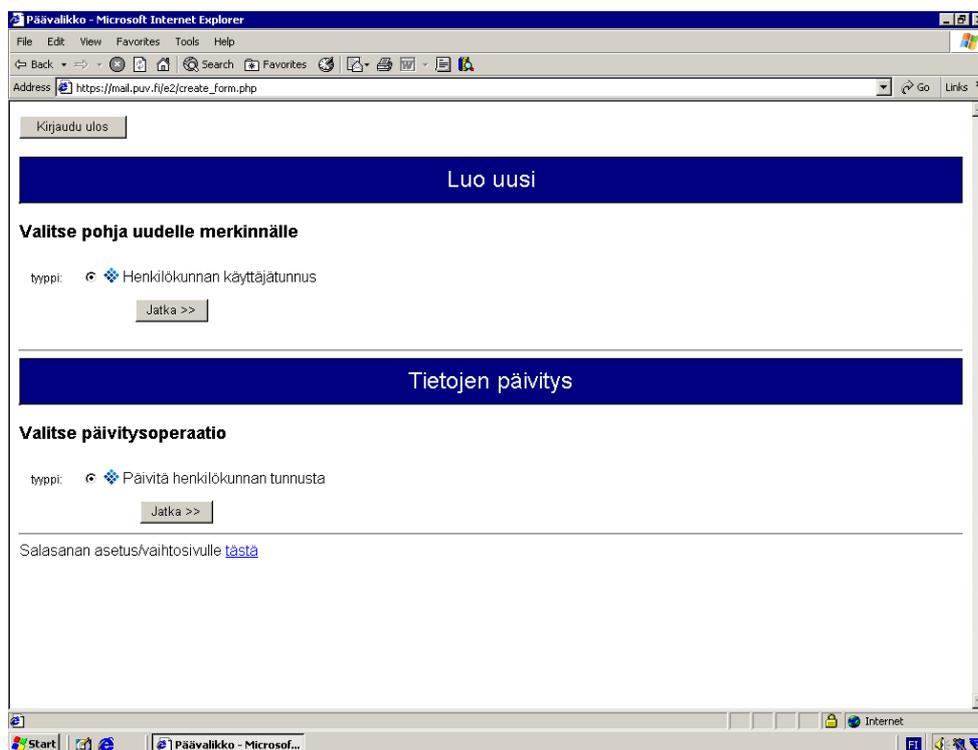 Päävalikko - Microsoft Internet Explorer
File Edit View Favorites Tools Help
Back Search Favorites
Address https://mail.puv.fi/e2/create_form.php Go Links
Kirjaudu ulos
Luo uusi
Valitse pohja uudelle merkinnälle
tyyppi: Henkilökunnan käyttäjätunnus
Jatka >>
Tietojen päivitys
Valitse päivitysoperaatio
tyyppi: Päivitä henkilökunnan tunnusta
Jatka >>
Salasanan asetus/vaihtosivulle tästä
Internet
Start Päävalikko - Microsof... FI